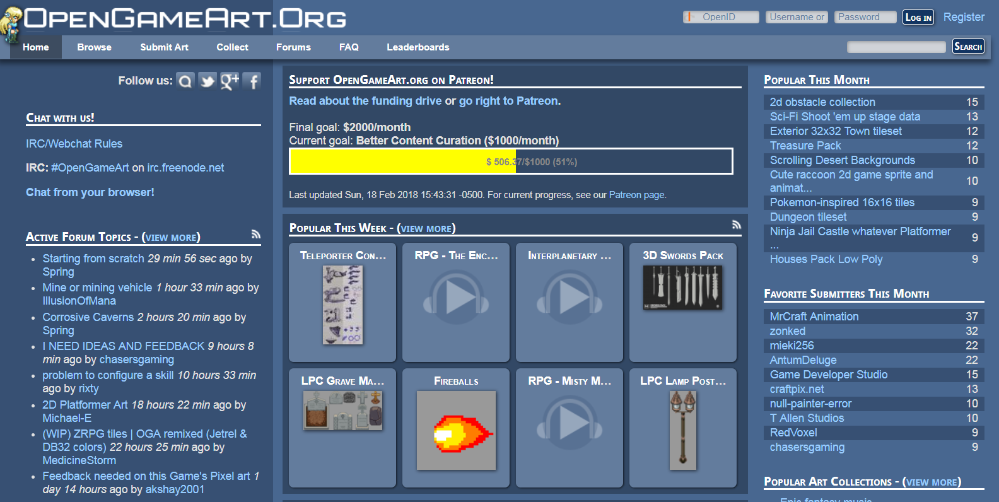 OpenGameArt.Org
OpenID
Username or
Password
Log in
Register
Home
Browse
Submit Art
Collect
Forums
FAQ
Leaderboards
Search
Follow us:
Chat with us!
IRC/Webchat Rules
IRC: #OpenGameArt on irc.freenode.net
Chat from your browser!
Active Forum Topics - (view more)
Starting from scratch 29 min 56 sec ago by
Spring
Mine or mining vehicle 1 hour 33 min ago by
IllusionOfMana
Corrosive Caverns 2 hours 20 min ago by
Spring
I NEED IDEAS AND FEEDBACK 9 hours 8
min ago by chasersgaming
problem to configure a skill 10 hours 33 min
ago by rixty
2D Platformer Art 18 hours 22 min ago by
Michael-E
(WIP) ZRPG tiles | OGA remixed (Jetrel &
DB32 colors) 22 hours 25 min ago by
MedicineStorm
Feedback needed on this Game's Pixel art 1
day 14 hours ago by akshay2001
Support OpenGameArt.org on Patreon!
Read about the funding drive or go right to Patreon.
Final goal: $2000/month
Current goal: Better Content Curation ($1000/month)
$ 506.37/$1000 (51%)
Last updated Sun, 18 Feb 2018 15:43:31 -0500. For current progress, see our Patreon page.
Popular This Week - (view more)
Teleporter Con...
RPG - The Enc...
Interplanetary ...
3D Swords Pack
LPC Grave Ma...
Fireballs
RPG - Misty M...
LPC Lamp Post...
Popular This Month
2d obstacle collection 15
Sci-Fi Shoot 'em up stage data 13
Exterior 32x32 Town tileset 12
Treasure Pack 12
Scrolling Desert Backgrounds 10
Cute raccoon 2d game sprite and
animat... 10
Pokemon-inspired 16x16 tiles 9
Dungeon tileset 9
Ninja Jail Castle whatever Platformer
... 9
Houses Pack Low Poly 9
Favorite Submitters This Month
MrCraft Animation 37
zonked 32
mieki256 22
AntumDeluge 22
Game Developer Studio 15
craftpix.net 13
null-painter-error 10
T Allen Studios 10
RedVoxel 9
chasersgaming 9
Popular Art Collections - (view more)
Epic fantasy music